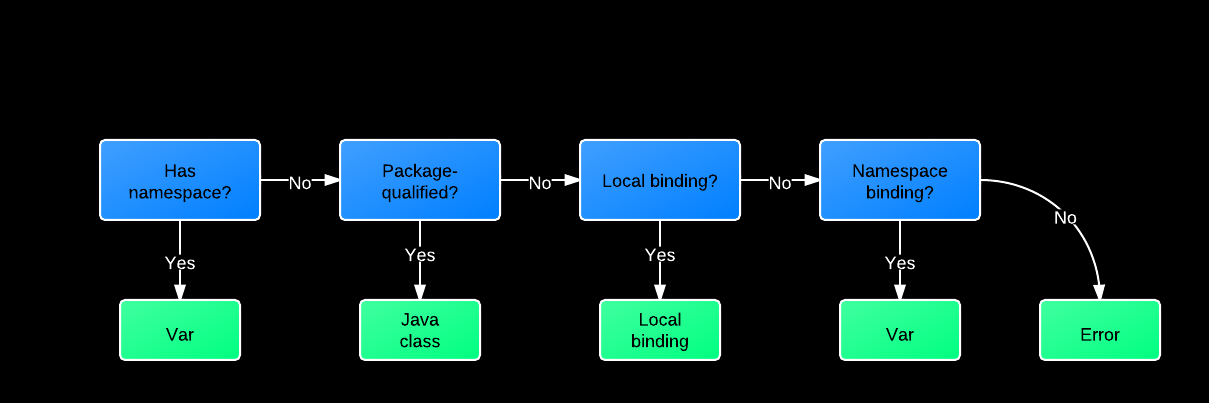 Has
namespace?
No
Package-
qualified?
No
Local binding?
No
Namespace
binding?
No
Yes
Yes
Yes
Yes
Var
Java
class
Local
binding
Var
Error